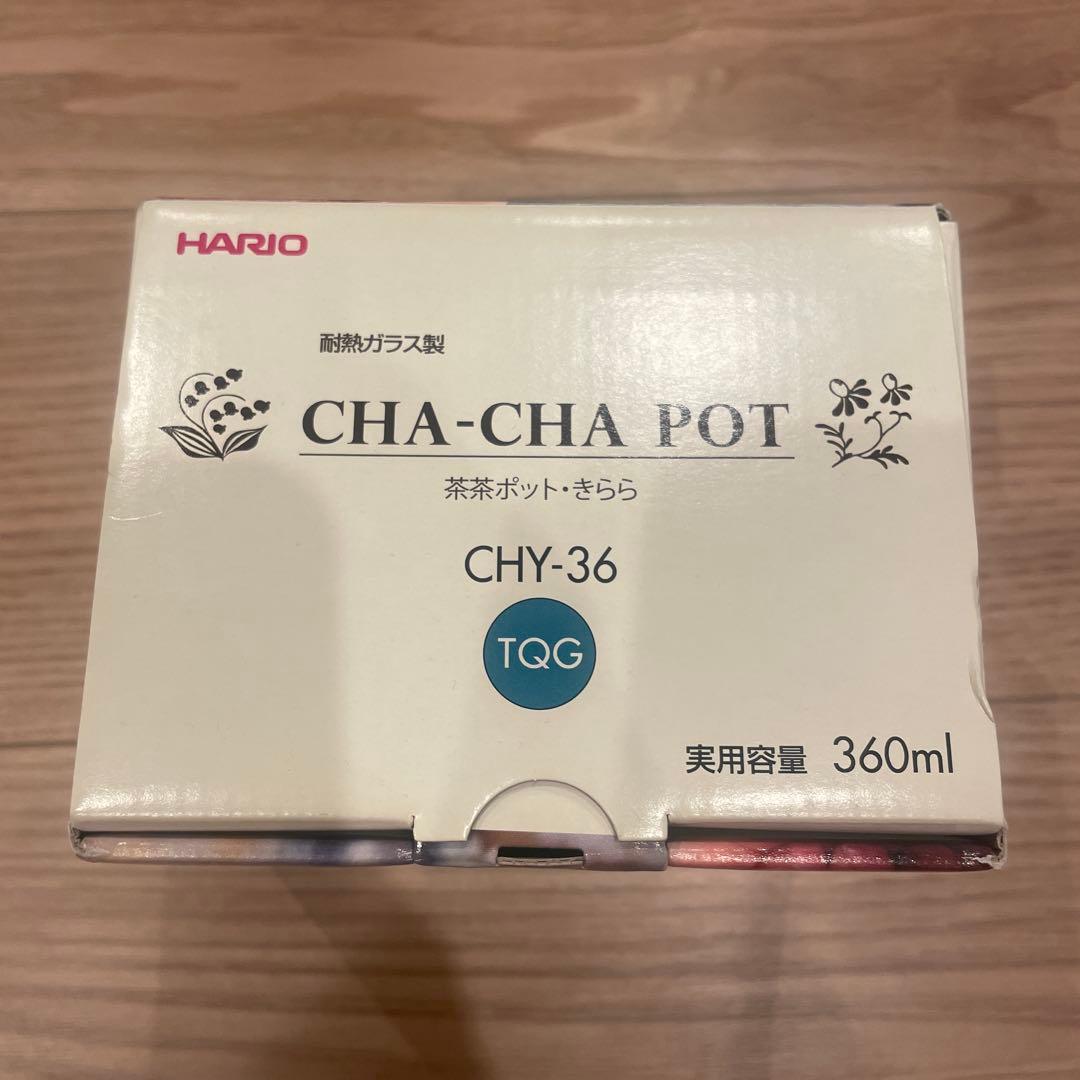 HARIO
耐熱ガラス製
CHA-CHA POT
茶茶ポット・きらら
CHY-36
TQG
実用容量 360ml